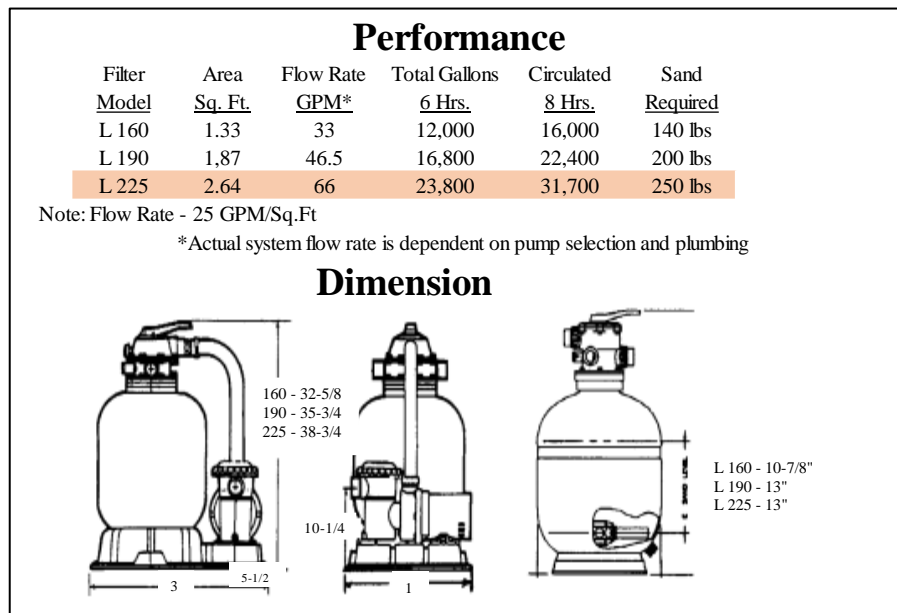 Performance
Filter Area Flow Rate Total Gallons Circulated Sand
Model Sq. Ft. GPM* 6 Hrs. 8 Hrs. Required
L 160 1.33 33 12,000 16,000 140 lbs
L 190 1,87 46.5 16,800 22,400 200 lbs
L 225 2.64 66 23,800 31,700 250 lbs
Note: Flow Rate - 25 GPM/Sq.Ft
*Actual system flow rate is dependent on pump selection and plumbing
Dimension
160 - 32-5/8
190 - 35-3/4
225 - 38-3/4
10-1/4
5-1/2
3
1
SAND LEVEL
L 160 - 10-7/8"
L 190 - 13"
L 225 - 13"